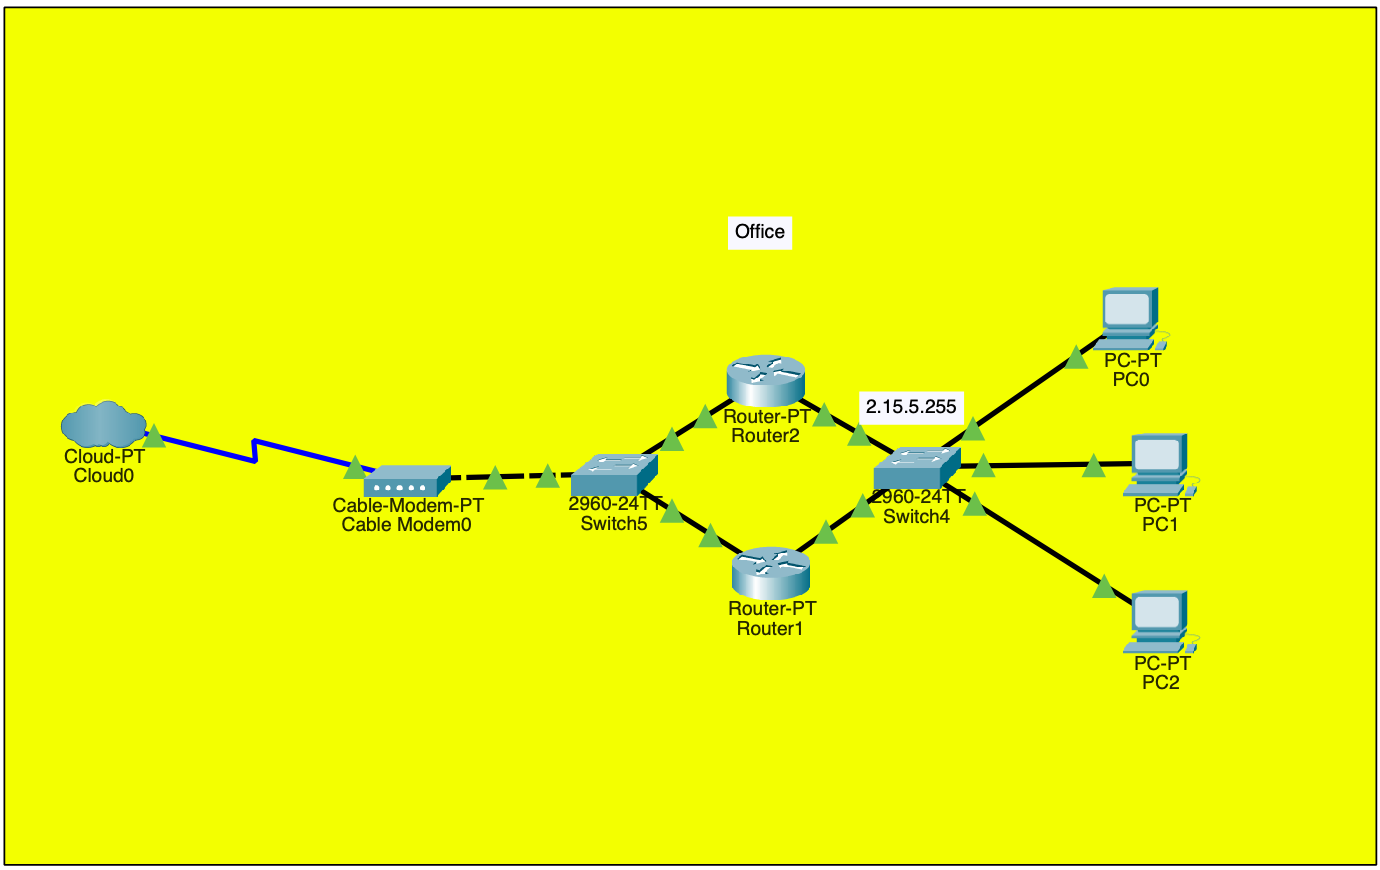 Office
PC-PT
PC0
2.15.5.255
Router-PT
Router2
Cloud-PT
Cloud0
Cable-Modem-PT
Cable Modem0
2960-24TT
Switch5
2960-24TT
Switch4
PC-PT
PC1
Router-PT
Router1
PC-PT
PC2